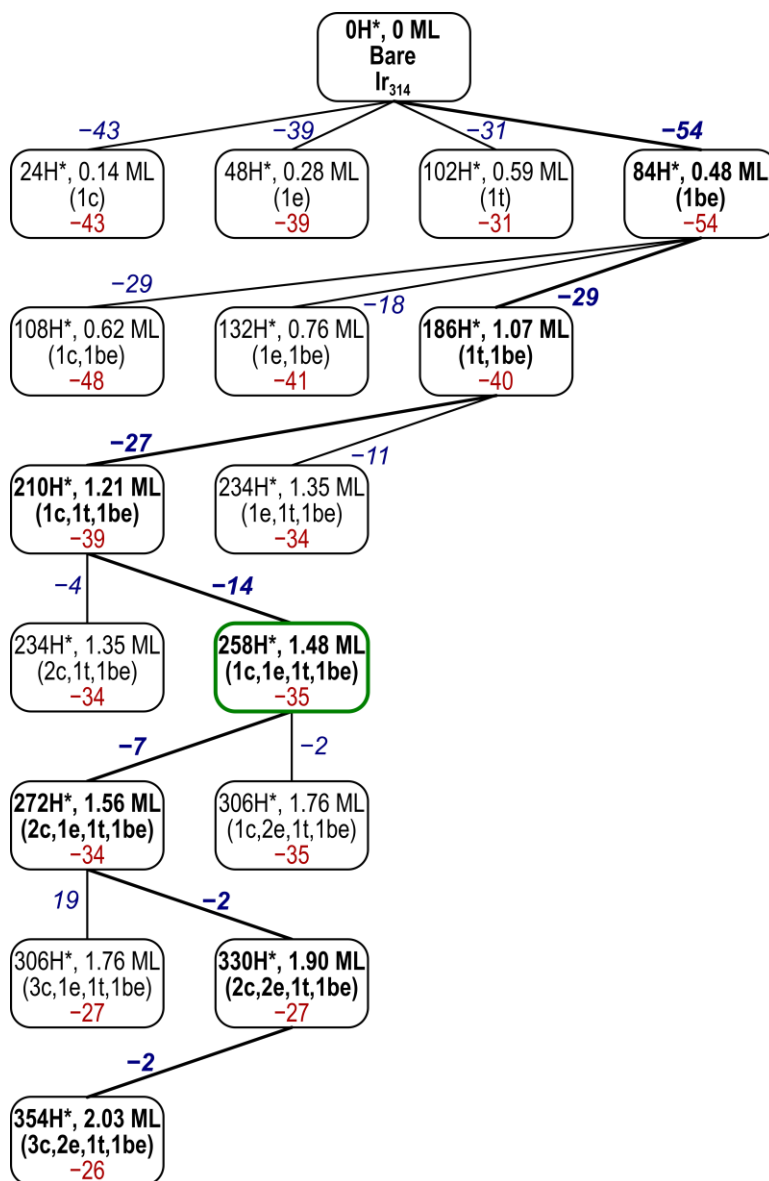 0H*, 0 ML
Bare
Ir₃₁₄
−43
−39
−31
−54
24H*, 0.14 ML
(1c)
−43
48H*, 0.28 ML
(1e)
−39
102H*, 0.59 ML
(1t)
−31
84H*, 0.48 ML
(1be)
−54
−29
−18
−29
108H*, 0.62 ML
(1c,1be)
−48
132H*, 0.76 ML
(1e,1be)
−41
186H*, 1.07 ML
(1t,1be)
−40
−27
−11
210H*, 1.21 ML
(1c,1t,1be)
−39
234H*, 1.35 ML
(1e,1t,1be)
−34
−4
−14
234H*, 1.35 ML
(2c,1t,1be)
−34
258H*, 1.48 ML
(1c,1e,1t,1be)
−35
−7
−2
272H*, 1.56 ML
(2c,1e,1t,1be)
−34
306H*, 1.76 ML
(1c,2e,1t,1be)
−35
19
−2
306H*, 1.76 ML
(3c,1e,1t,1be)
−27
330H*, 1.90 ML
(2c,2e,1t,1be)
−27
−2
354H*, 2.03 ML
(3c,2e,1t,1be)
−26